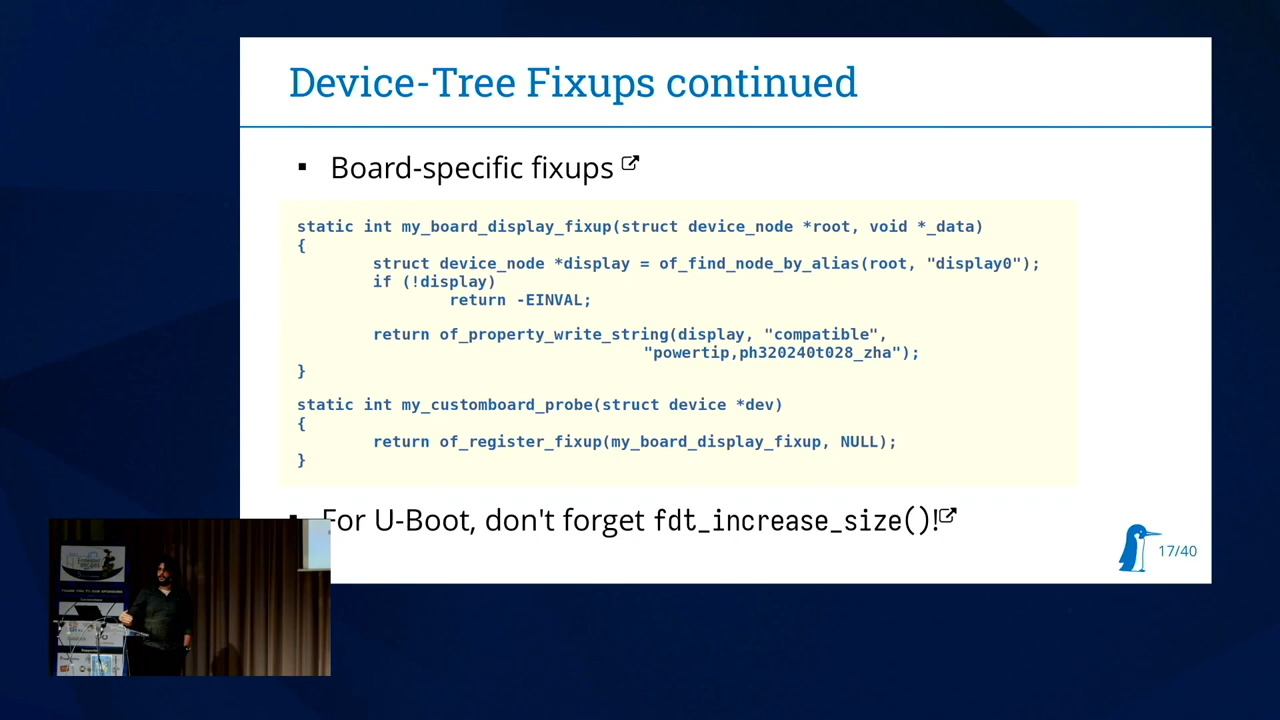 Device-Tree Fixups continued
▪ Board-specific fixups
static int my_board_display_fixup(struct device_node *root, void *_data)
{
        struct device_node *display = of_find_node_by_alias(root, "display0");
        if (!display)
                return -EINVAL;
        return of_property_write_string(display, "compatible",
                                    "powertip,ph320240t028_zha");
}
static int my_customboard_probe(struct device *dev)
{
        return of_register_fixup(my_board_display_fixup, NULL);
}
▪ For U-Boot, don't forget fdt_increase_size()!
17/40